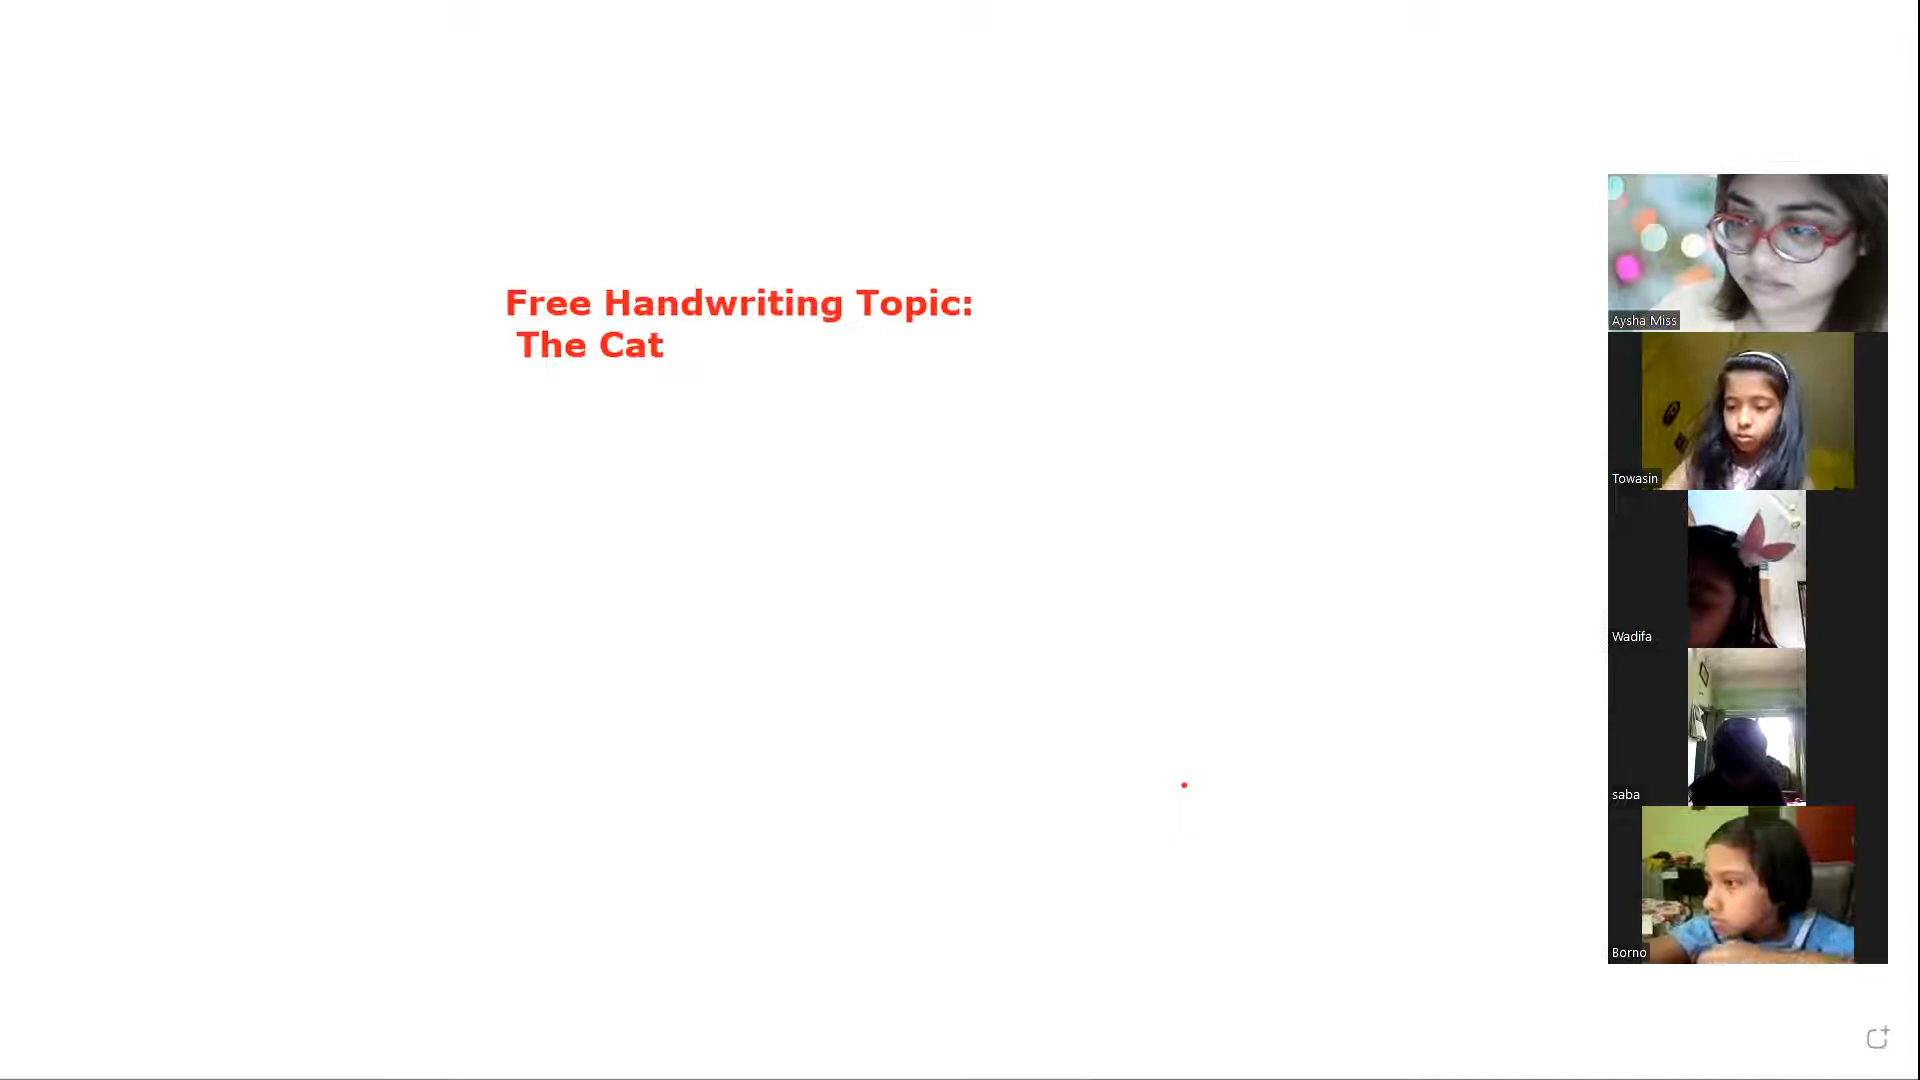 Free Handwriting Topic:
The Cat
Aysha Miss
Towasin
Wadifa
saba
Borno